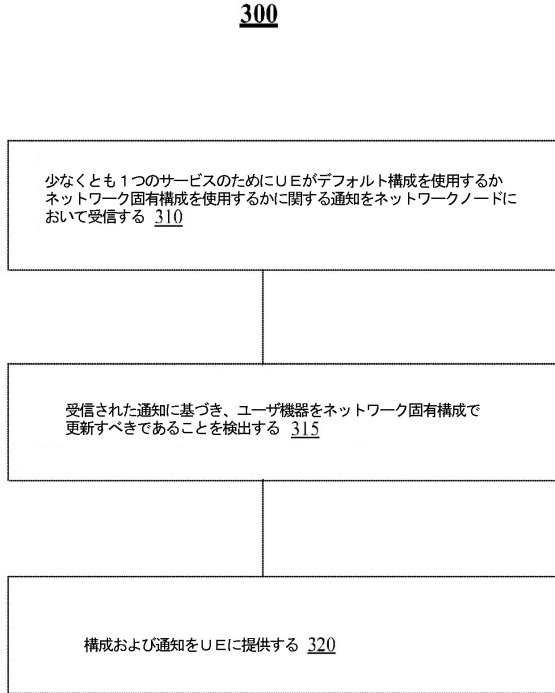 300
少なくとも１つのサービスのためにＵＥがデフォルト構成を使用するか
ネットワーク固有構成を使用するかに関する通知をネットワークノードに
おいて受信する 310
受信された通知に基づき、ユーザ機器をネットワーク固有構成で
更新すべきであることを検出する 315
構成および通知をＵＥに提供する 320